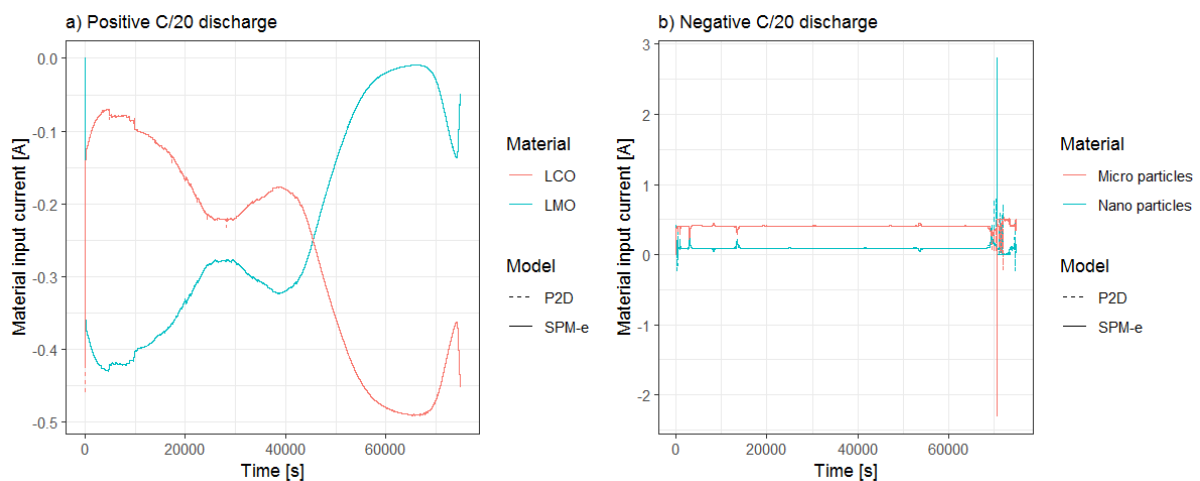 a) Positive C/20 discharge
Material input current [A]
0.0
-0.1
-0.2
-0.3
-0.4
-0.5
0
20000
40000
60000
Time [s]
Material
LCO
LMO
Model
P2D
SPM-e
b) Negative C/20 discharge
Material input current [A]
3
2
1
0
-1
-2
0
20000
40000
60000
Time [s]
Material
Micro particles
Nano particles
Model
P2D
SPM-e